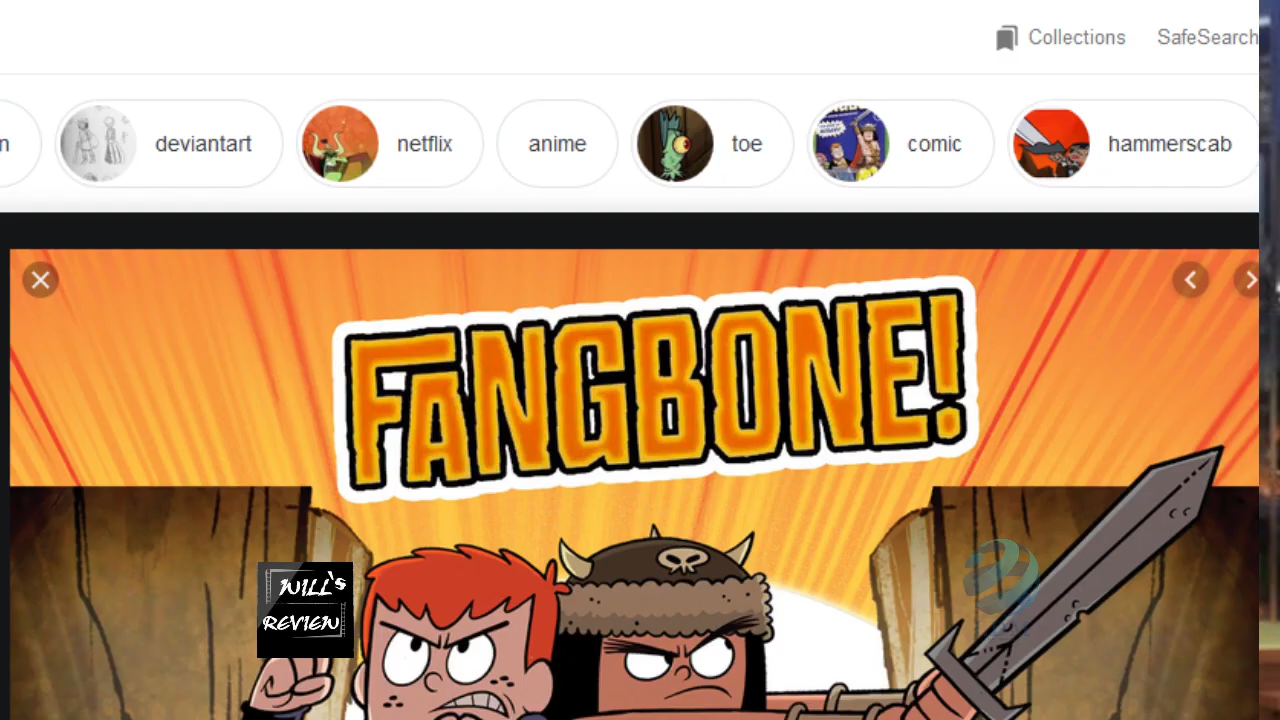 Collections SafeSearch
n deviantart netflix anime toe comic hammerscab
FANGBONE!
WILL'S
REVIEW